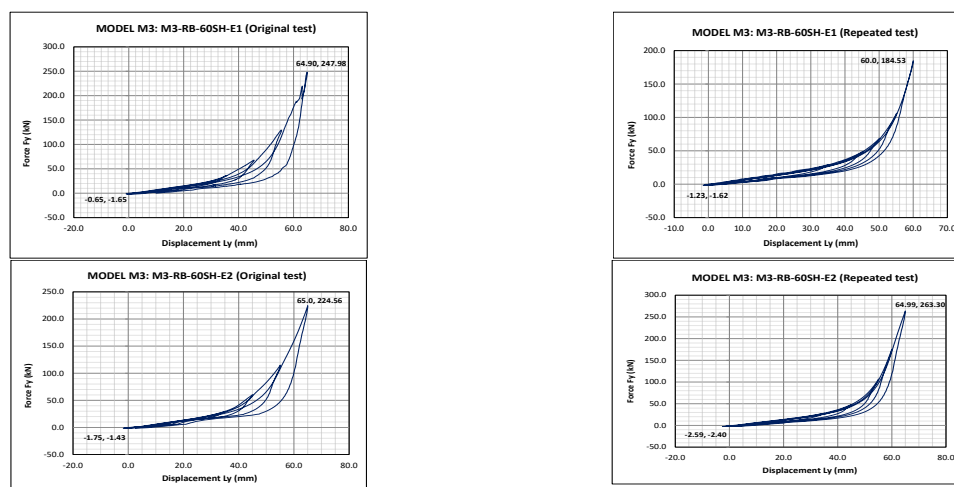 MODEL M3: M3-RB-60SH-E1 (Original test)
300.0
64.90, 247.98
250.0
200.0
150.0
100.0
50.0
0.0
-0.65, -1.65
50.0
-20.0 0.0 20.0 40.0 60.0 80.0
Force Fy (kN)
Displacement Ly (mm)
MODEL M3: M3-RB-60SH-E1 (Repeated test)
200.0
60.0, 184.53
150.0
100.0
50.0
0.0
-1.23, -1.62
50.0
-10.0 0.0 10.0 20.0 30.0 40.0 50.0 60.0 70.0
Force Fy (kN)
Displacement Ly (mm)
MODEL M3: M3-RB-60SH-E2 (Original test)
250.0
65.0, 224.56
200.0
150.0
100.0
50.0
0.0
-1.75, -1.43
50.0
-20.0 0.0 20.0 40.0 60.0 80.0
Force Fy (kN)
Displacement Ly (mm)
MODEL M3: M3-RB-60SH-E2 (Repeated test)
300.0
64.99, 263.30
250.0
200.0
150.0
100.0
50.0
0.0
-2.59, -2.40
50.0
-20.0 0.0 20.0 40.0 60.0 80.0
Force Fy (kN)
Displacement Ly (mm)